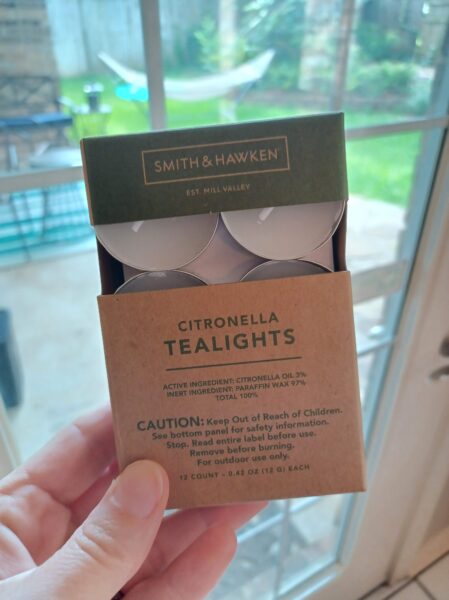 SMITH & HAWKEN
EST. MILL VALLEY
CITRONELLA
TEALIGHTS
ACTIVE INGREDIENT: CITRONELLA OIL 3%
INERT INGREDIENT: PARAFFIN WAX 97%
TOTAL 100%
CAUTION: Keep Out of Reach of Children.
See bottom panel for safety information.
Stop. Read entire label before use.
Remove before burning.
For outdoor use only.
12 COUNT - 0.42 OZ (12 G) EACH